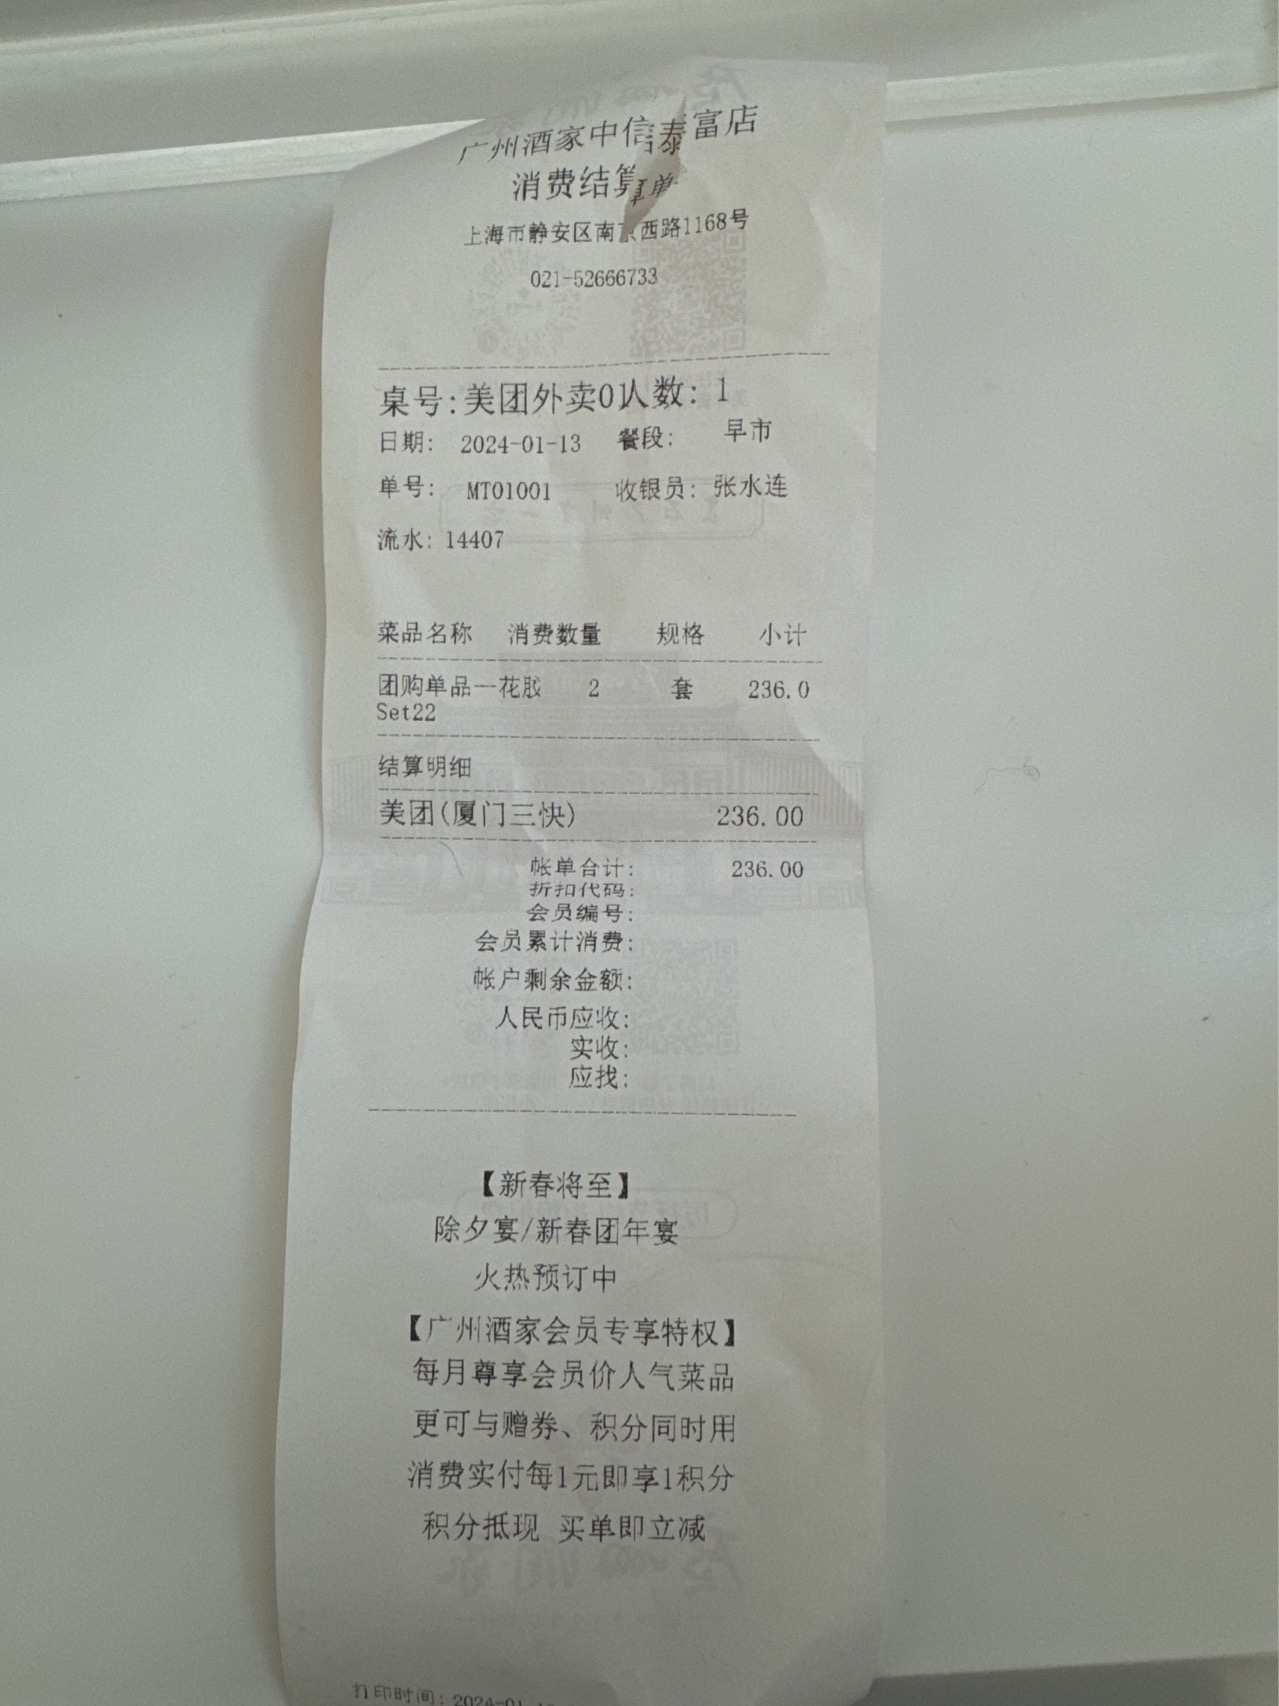 广州酒家中信泰富店
消费结算单
上海市静安区南京西路1168号
021-52666733
桌号:美团外卖01人数: 1
日期: 2024-01-13 餐段: 早市
单号: MT01001 收银员: 张水连
流水: 14407
菜品名称 消费数量 规格 小计
团购单品一花胶 2 套 236.0
Set22
结算明细
美团(厦门三快) 236.00
帐单合计: 236.00
折扣代码:
会员编号:
会员累计消费:
帐户剩余金额:
人民币应收:
实收:
应找:
【新春将至】
除夕宴/新春团年宴
火热预订中
【广州酒家会员专享特权】
每月尊享会员价人气菜品
更可与赠券、积分同时用
消费实付每1元即享1积分
积分抵现 买单即立减
打印时间: 2024-01